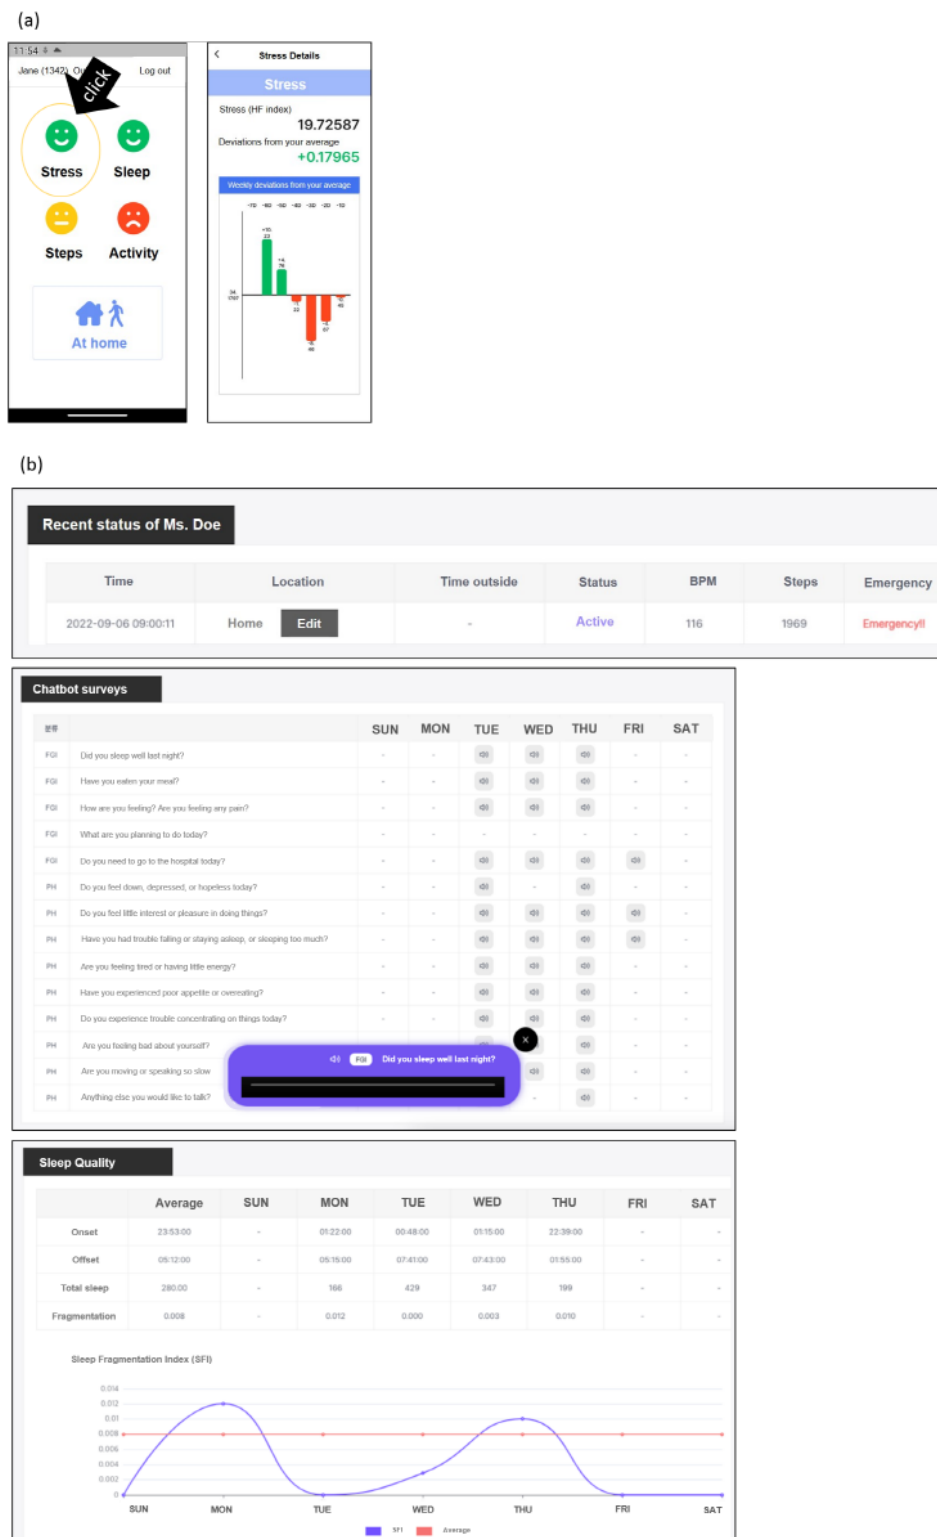 (a)
11:54
Jane (1342), Log out
click
Stress Sleep
Steps Activity
At home
< Stress Details
Stress
Stress (HF index)
19.72587
Deviations from your average
+0.17965
Weekly deviations from your average
-7D -6D -5D -4D -3D -2D -1D
(b)
Recent status of Ms. Doe
Time Location Time outside Status BPM Steps Emergency
2022-09-06 09:00:11 Home Edit - Active 116 1969 Emergency!!
Chatbot surveys
분류 SUN MON TUE WED THU FRI SAT
FGI Did you sleep well last night? - - - -
FGI Have you eaten your meal? - - - -
FGI How are you feeling? Are you feeling any pain? - - - -
FGI What are you planning to do today? - - - - - - -
FGI Do you need to go to the hospital today? - - -
PH Do you feel down, depressed, or hopeless today? - - - - -
PH Do you feel little interest or pleasure in doing things? - - -
PH Have you had trouble falling or staying asleep, or sleeping too much? - - -
PH Are you feeling tired or having little energy? - - - -
PH Have you experienced poor appetite or overeating? - - - -
PH Do you experience trouble concentrating on things today? - - - -
PH Are you feeling bad about yourself? - -
FGI Did you sleep well last night?
PH Are you moving or speaking so slow - -
PH Anything else you would like to talk? - - -
Sleep Quality
Average SUN MON TUE WED THU FRI SAT
Onset 23:53:00 - 01:22:00 00:48:00 01:15:00 22:39:00 - -
Offset 05:12:00 - 05:15:00 07:41:00 07:43:00 01:55:00 - -
Total sleep 280.00 - 166 429 347 199 - -
Fragmentation 0.008 - 0.012 0.000 0.003 0.010 - -
Sleep Fragmentation Index (SFI)
0.014
0.012
0.01
0.008
0.006
0.004
0.002
0
SUN MON TUE WED THU FRI SAT
SFI Average